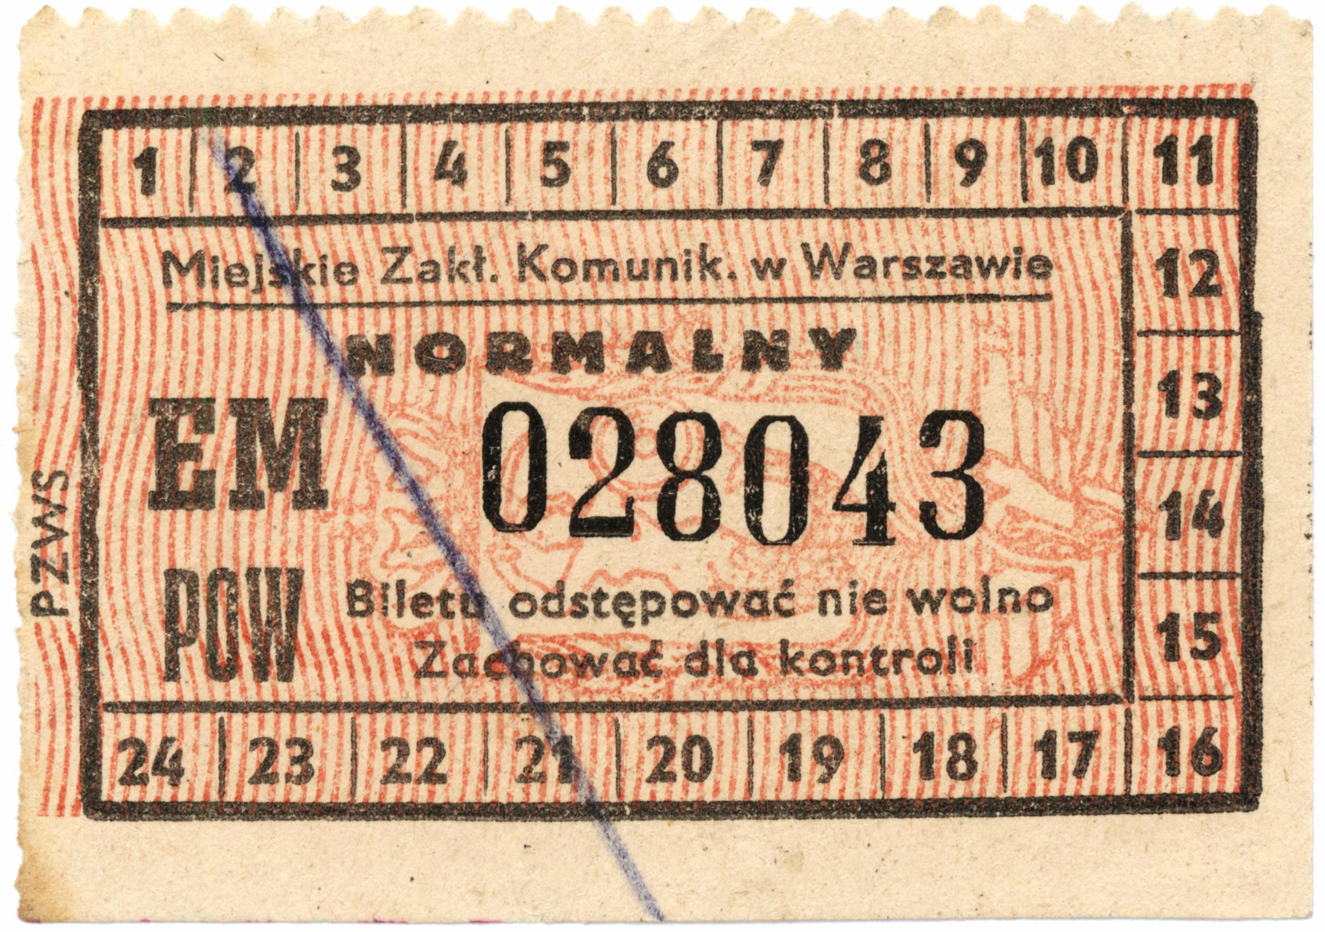 1 2 3 4 5 6 7 8 9 10 11
Miejskie Zakł. Komunik. w Warszawie
12
NORMALNY
13
EM 028043
14
PZWS
POW
Biletu odstępować nie wolno
Zachować dla kontroli
15
24 23 22 21 20 19 18 17 16